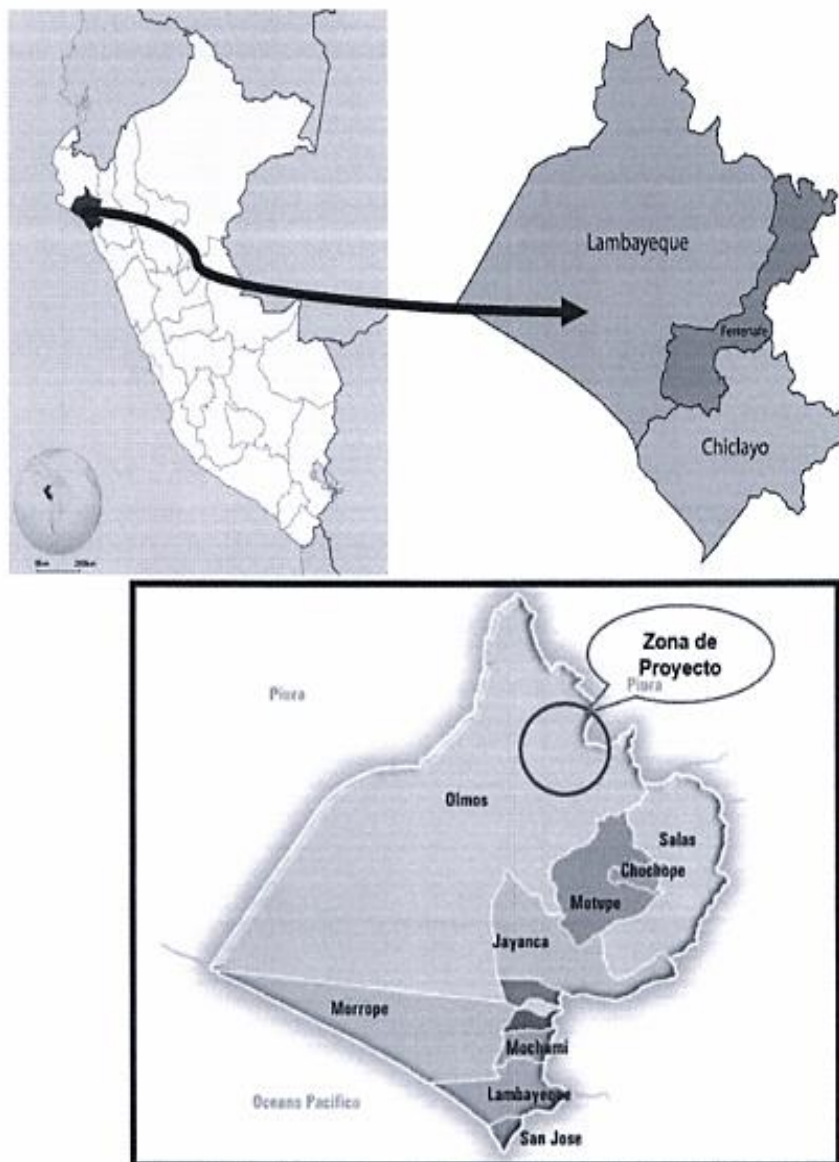 Lambayeque
Ferreñafe
Chiclayo
Zona de
Proyecto
Piura
Piura
Olmos
Salas
Chochope
Motupe
Jayanca
Morrope
Mochumi
Lambayeque
Oceano Pacifico
San Jose